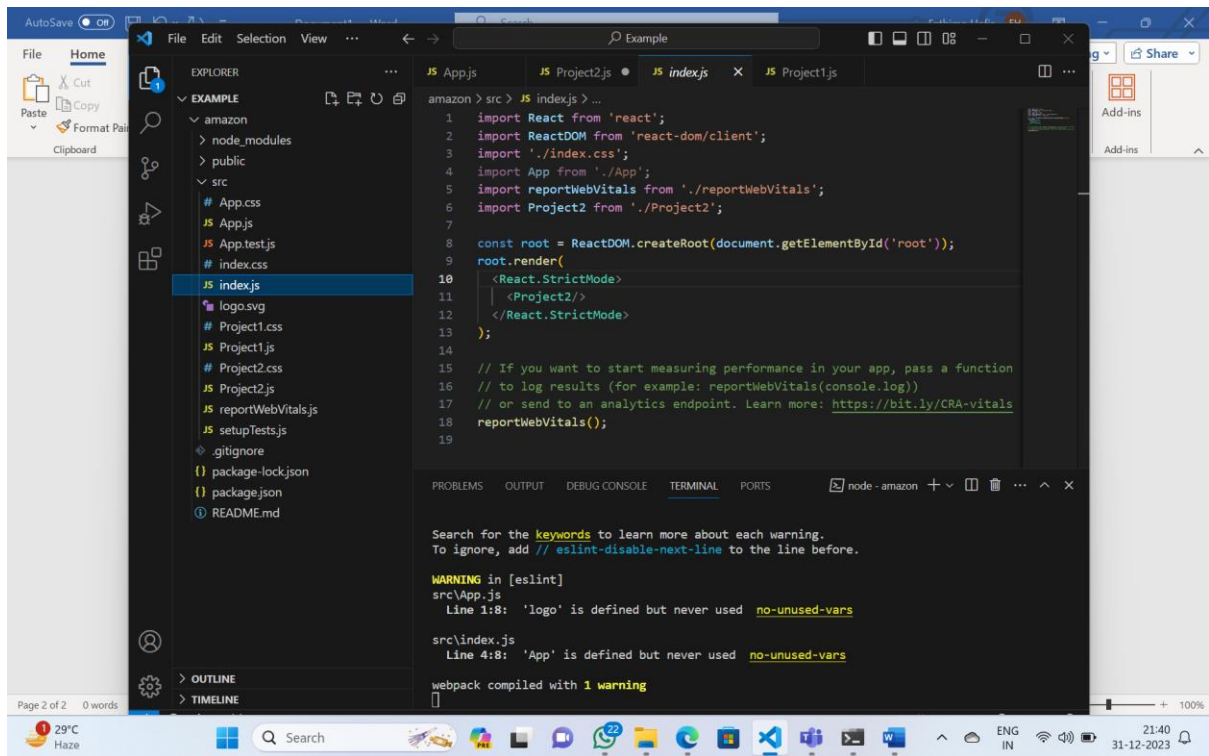 AutoSave Off
Document1 - Word
Search
Fathima Hafis FH
File Home
Paste
Cut
Copy
Format Pai
Clipboard
Share
Add-ins
Add-ins
File Edit Selection View ...
Example
EXPLORER ...
EXAMPLE
amazon
node_modules
public
src
# App.css
JS App.js
JS App.test.js
# index.css
JS index.js
logo.svg
# Project1.css
JS Project1.js
# Project2.css
JS Project2.js
JS reportWebVitals.js
JS setupTests.js
.gitignore
{} package-lock.json
{} package.json
README.md
OUTLINE
TIMELINE
JS App.js JS Project2.js JS index.js JS Project1.js
amazon > src > JS index.js > ...
1 import React from 'react';
2 import ReactDOM from 'react-dom/client';
3 import './index.css';
4 import App from './App';
5 import reportWebVitals from './reportWebVitals';
6 import Project2 from './Project2';
7
8 const root = ReactDOM.createRoot(document.getElementById('root'));
9 root.render(
10 <React.StrictMode>
11 <Project2/>
12 </React.StrictMode>
13 );
14
15 // If you want to start measuring performance in your app, pass a function
16 // to log results (for example: reportWebVitals(console.log))
17 // or send to an analytics endpoint. Learn more: https://bit.ly/CRA-vitals
18 reportWebVitals();
19
PROBLEMS OUTPUT DEBUG CONSOLE TERMINAL PORTS node - amazon
Search for the keywords to learn more about each warning.
To ignore, add // eslint-disable-next-line to the line before.
WARNING in [eslint]
src\App.js
Line 1:8: 'logo' is defined but never used no-unused-vars
src\index.js
Line 4:8: 'App' is defined but never used no-unused-vars
webpack compiled with 1 warning
Page 2 of 2 0 words
100%
1
29°C
Haze
Search
PRE
22
ENG
IN
21:40
31-12-2023